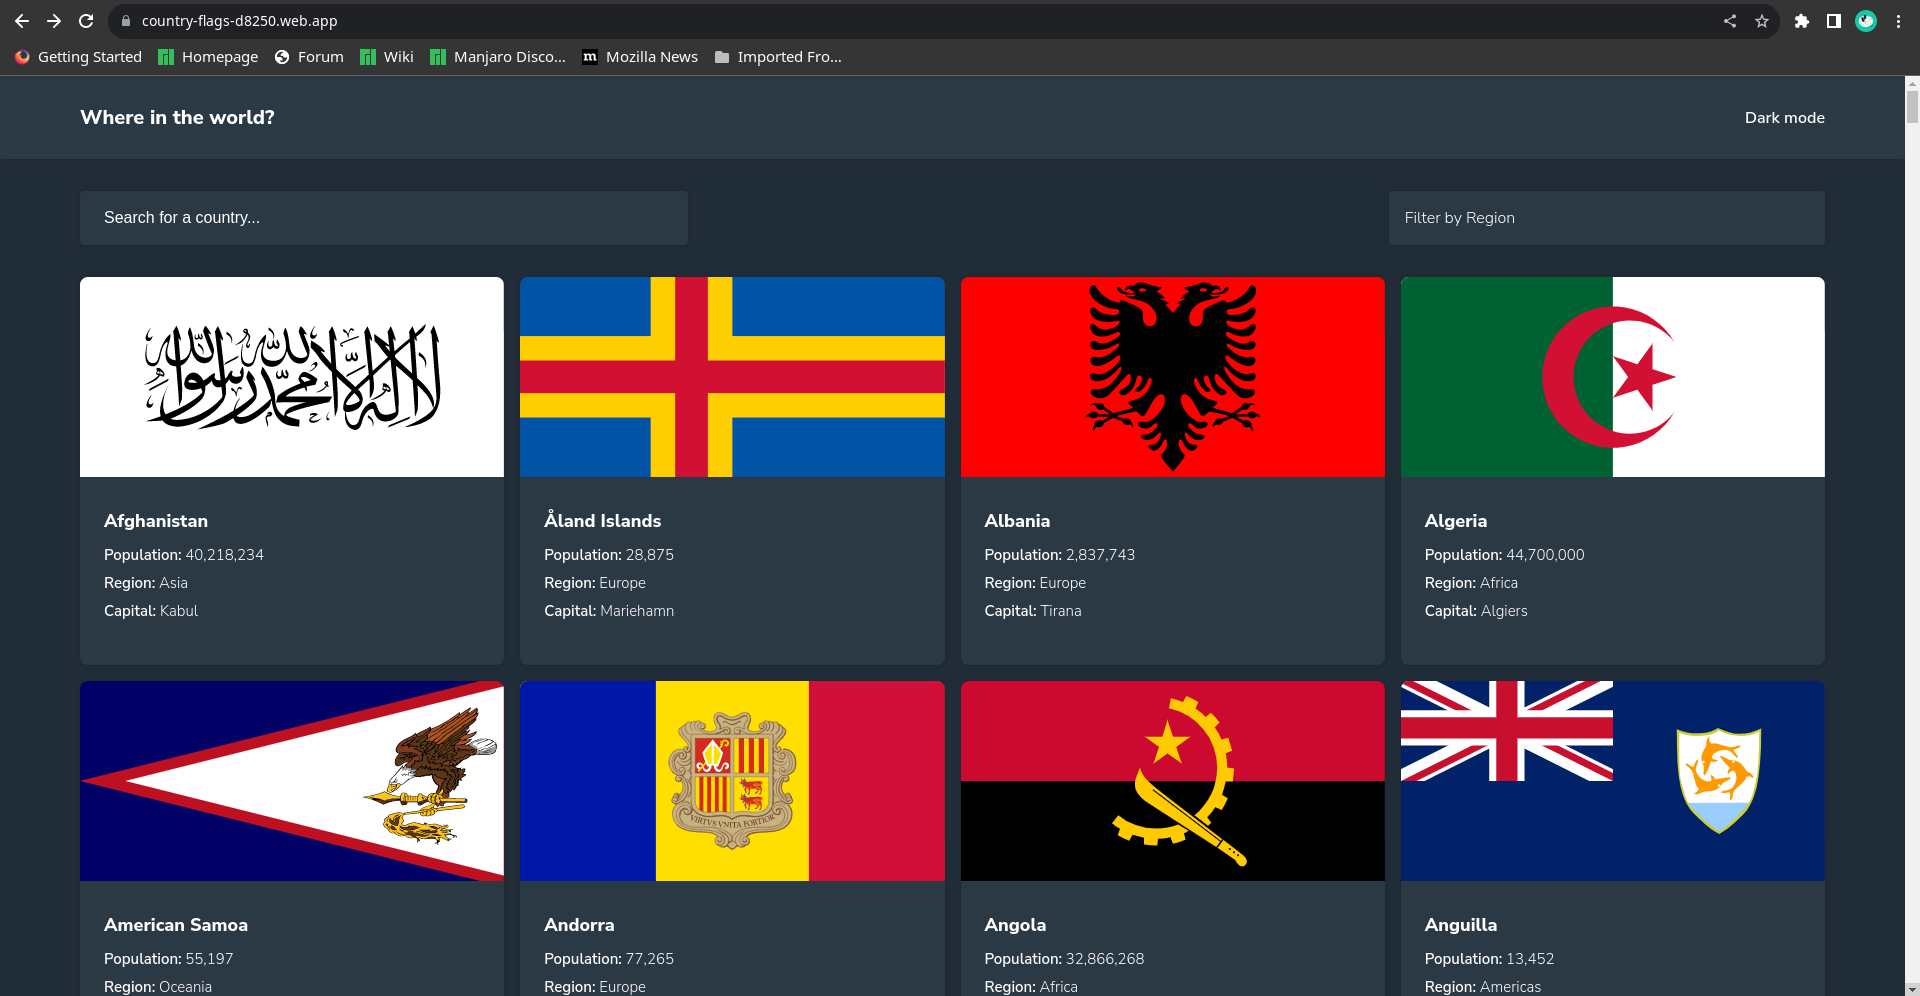 country-flags-d8250.web.app
Getting Started Homepage Forum Wiki Manjaro Disco... Mozilla News Imported Fro...
Where in the world? Dark mode
Search for a country... Filter by Region
لا إله إلا الله محمد رسول الله
Afghanistan
Population: 40,218,234
Region: Asia
Capital: Kabul
Åland Islands
Population: 28,875
Region: Europe
Capital: Mariehamn
Albania
Population: 2,837,743
Region: Europe
Capital: Tirana
Algeria
Population: 44,700,000
Region: Africa
Capital: Algiers
American Samoa
Population: 55,197
Region: Oceania
VIRTVS VNITA FORTIOR
Andorra
Population: 77,265
Region: Europe
Angola
Population: 32,866,268
Region: Africa
Anguilla
Population: 13,452
Region: Americas